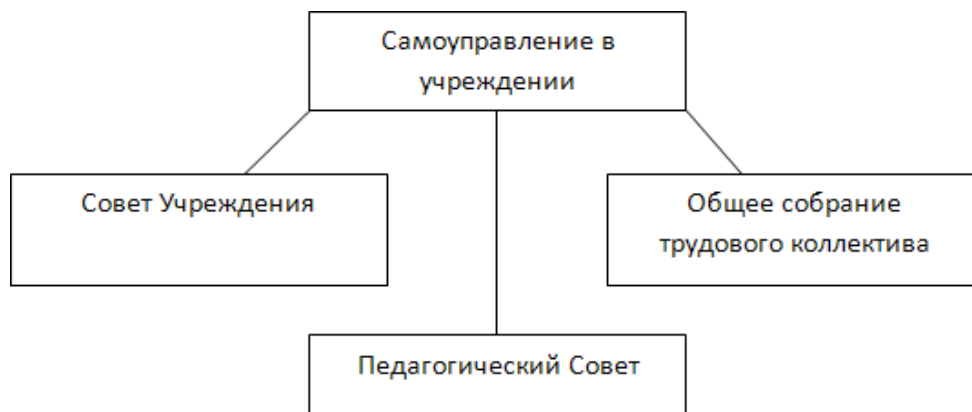 Самоуправление в
учреждении
Совет Учреждения
Общее собрание
трудового коллектива
Педагогический Совет